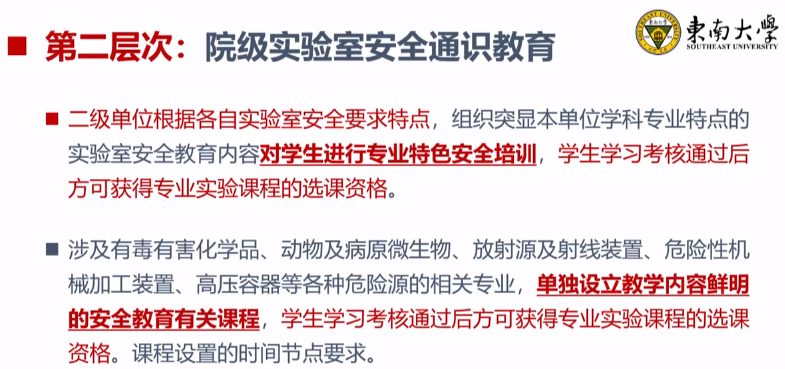 第二层次：院级实验室安全通识教育
東南大學
SOUTHEAST UNIVERSITY
二级单位根据各自实验室安全要求特点，组织突显本单位学科专业特点的
实验室安全教育内容对学生进行专业特色安全培训，学生学习考核通过后
方可获得专业实验课程的选课资格。
涉及有毒有害化学品、动物及病原微生物、放射源及射线装置、危险性机
械加工装置、高压容器等各种危险源的相关专业，单独设立教学内容鲜明
的安全教育有关课程，学生学习考核通过后方可获得专业实验课程的选课
资格。课程设置的时间节点要求。